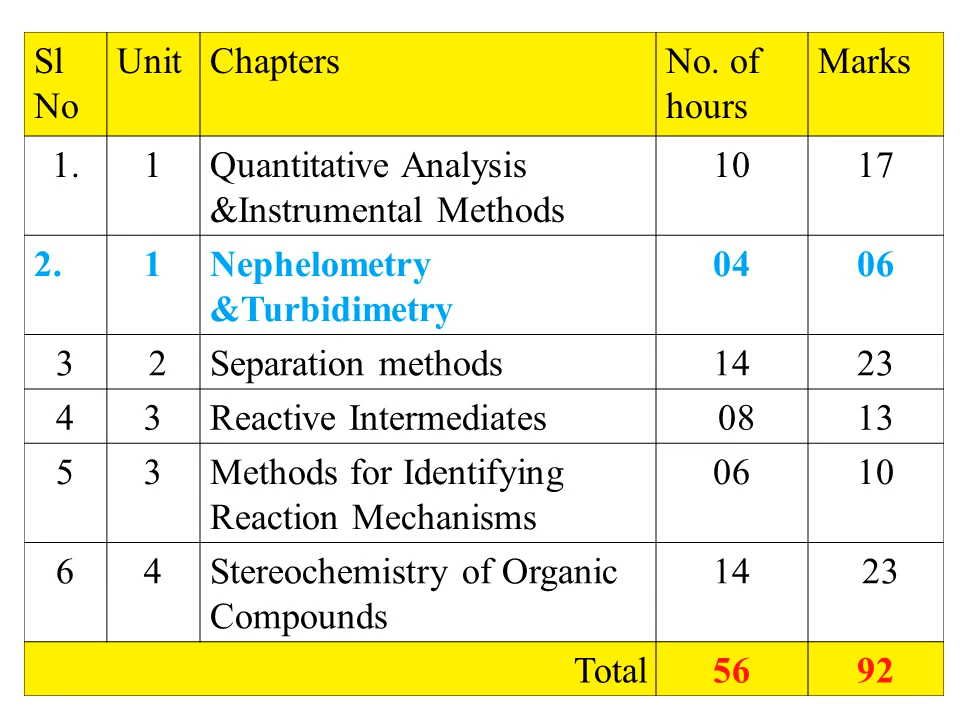 Sl No Unit Chapters No. of hours Marks
1. 1 Quantitative Analysis &Instrumental Methods 10 17
2. 1 Nephelometry &Turbidimetry 04 06
3 2 Separation methods 14 23
4 3 Reactive Intermediates 08 13
5 3 Methods for Identifying Reaction Mechanisms 06 10
6 4 Stereochemistry of Organic Compounds 14 23
Total 56 92